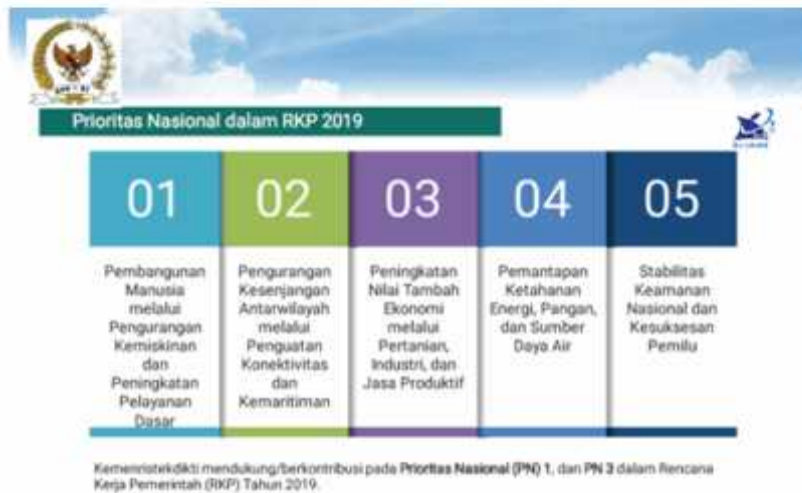 Prioritas Nasional dalam RKP 2019
01
Pembangunan
Manusia
melalui
Pengurangan
Kemiskinan
dan
Peningkatan
Pelayanan
Dasar
02
Pengurangan
Kesenjangan
Antarwilayah
melalui
Penguatan
Konektivitas
dan
Kemaritiman
03
Peningkatan
Nilai Tambah
Ekonomi
melalui
Pertanian,
Industri, dan
Jasa Produktif
04
Pemantapan
Ketahanan
Energi, Pangan,
dan Sumber
Daya Air
05
Stabilitas
Keamanan
Nasional dan
Kesuksesan
Pemilu
Kemenristekdikti mendukung/berkontribusi pada Prioritas Nasional (PN) 1, dan PN 3 dalam Rencana
Kerja Pemerintah (RKP) Tahun 2019.